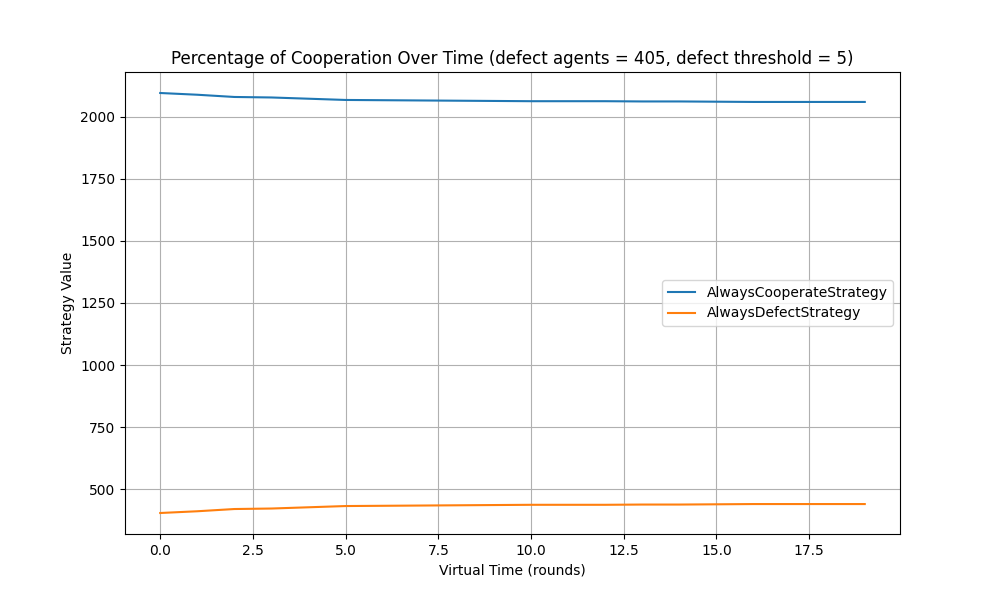 Percentage of Cooperation Over Time (defect agents = 405, defect threshold = 5)
Strategy Value
2000
1750
1500
1250
1000
750
500
AlwaysCooperateStrategy
AlwaysDefectStrategy
0.0 2.5 5.0 7.5 10.0 12.5 15.0 17.5
Virtual Time (rounds)